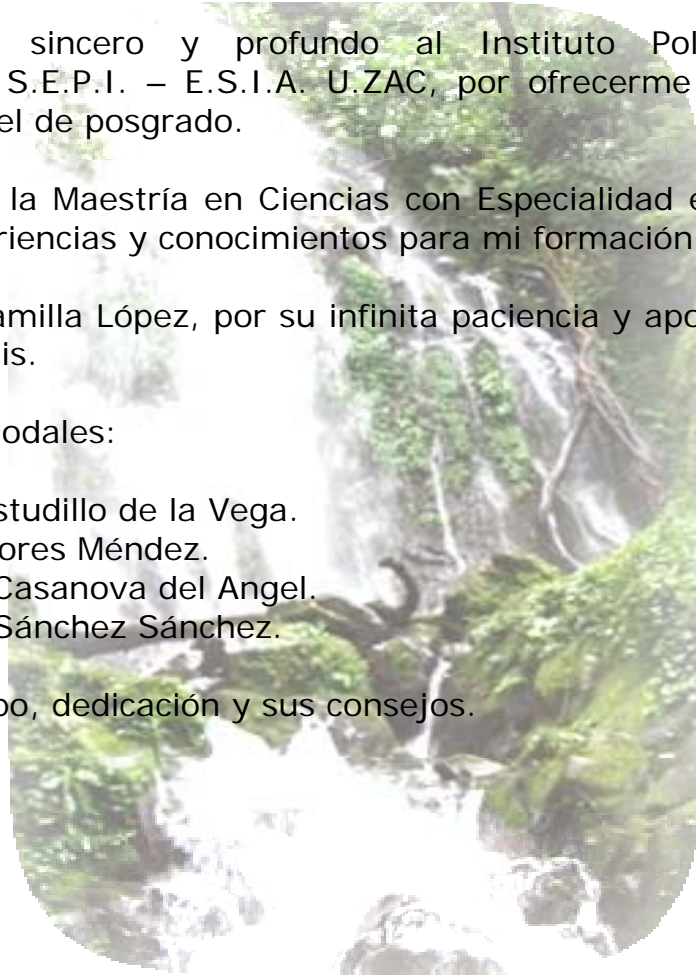 sincero y profundo al Instituto Pol
S.E.P.I. – E.S.I.A. U.ZAC, por ofrecerme
el de posgrado.
la Maestría en Ciencias con Especialidad e
riencias y conocimientos para mi formación
amilla López, por su infinita paciencia y apo
is.
odales:
studillo de la Vega.
ores Méndez.
Casanova del Angel.
Sánchez Sánchez.
po, dedicación y sus consejos.